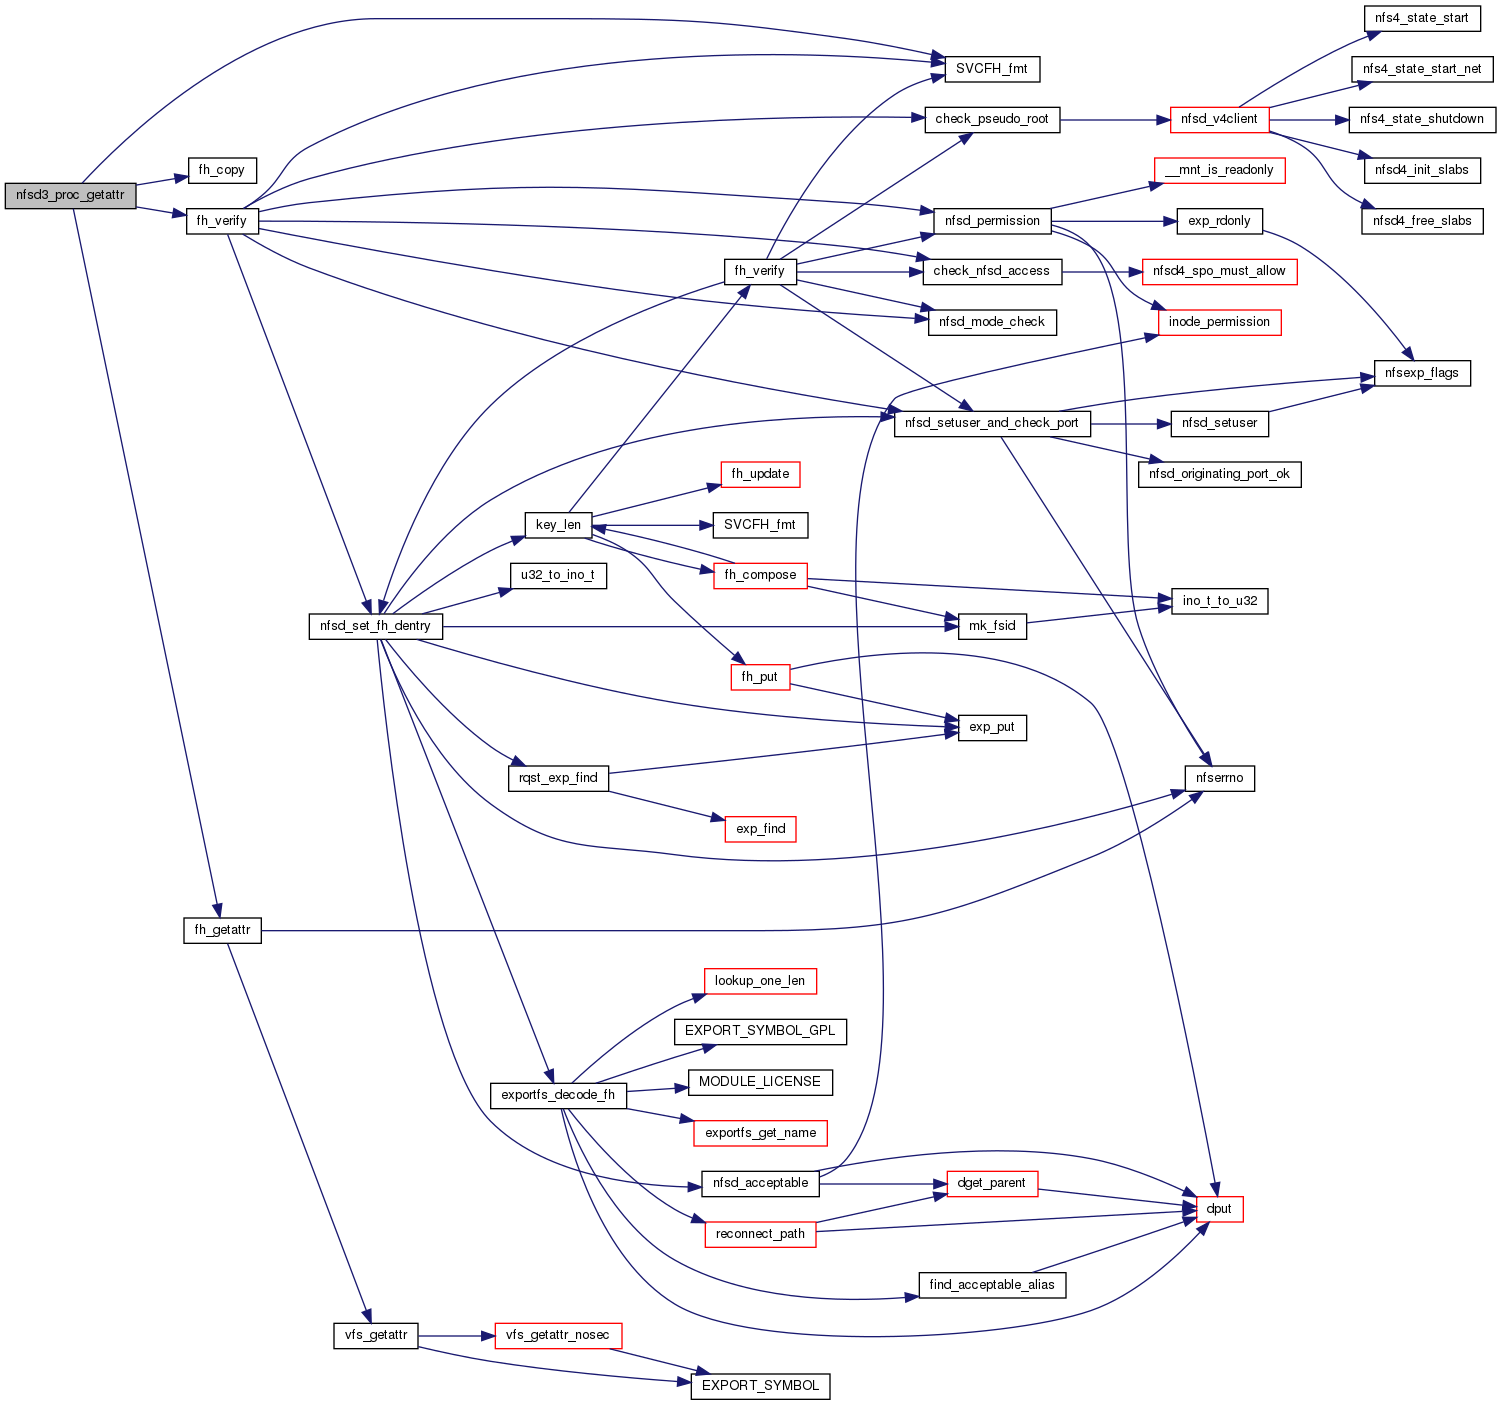 nfs4_state_start
SVCFH_fmt
nfs4_state_start_net
check_pseudo_root
nfsd_v4client
nfs4_state_shutdown
fh_copy
__mnt_is_readonly
nfsd4_init_slabs
nfsd3_proc_getattr
fh_verify
nfsd_permission
exp_rdonly
nfsd4_free_slabs
fh_verify
check_nfsd_access
nfsd4_spo_must_allow
nfsd_mode_check
inode_permission
nfsexp_flags
nfsd_setuser_and_check_port
nfsd_setuser
fh_update
nfsd_originating_port_ok
key_len
SVCFH_fmt
u32_to_ino_t
fh_compose
ino_t_to_u32
nfsd_set_fh_dentry
mk_fsid
fh_put
exp_put
rqst_exp_find
nfserrno
exp_find
fh_getattr
lookup_one_len
EXPORT_SYMBOL_GPL
MODULE_LICENSE
exportfs_decode_fh
exportfs_get_name
nfsd_acceptable
dget_parent
dput
reconnect_path
find_acceptable_alias
vfs_getattr
vfs_getattr_nosec
EXPORT_SYMBOL